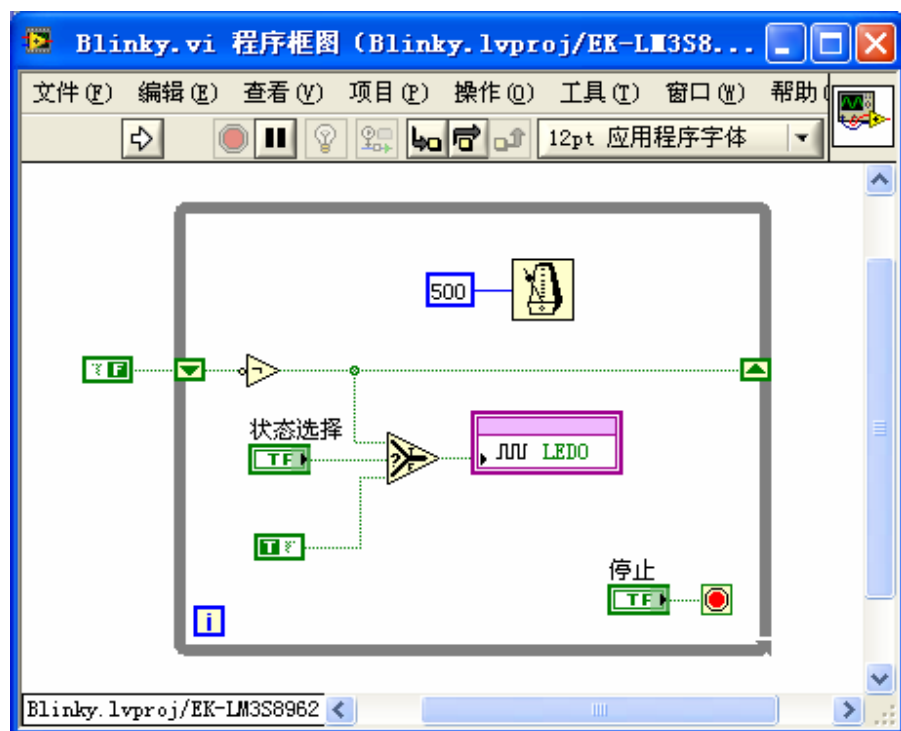 Blinky.vi 程序框图 (Blinky.lvproj/EK-LM3S8...
文件(F) 编辑(E) 查看(V) 项目(P) 操作(O) 工具(T) 窗口(W) 帮助(
12pt 应用程序字体
500
F
状态选择
TF
?
T
F
LED0
T
停止
TF
i
Blinky.lvproj/EK-LM3S8962